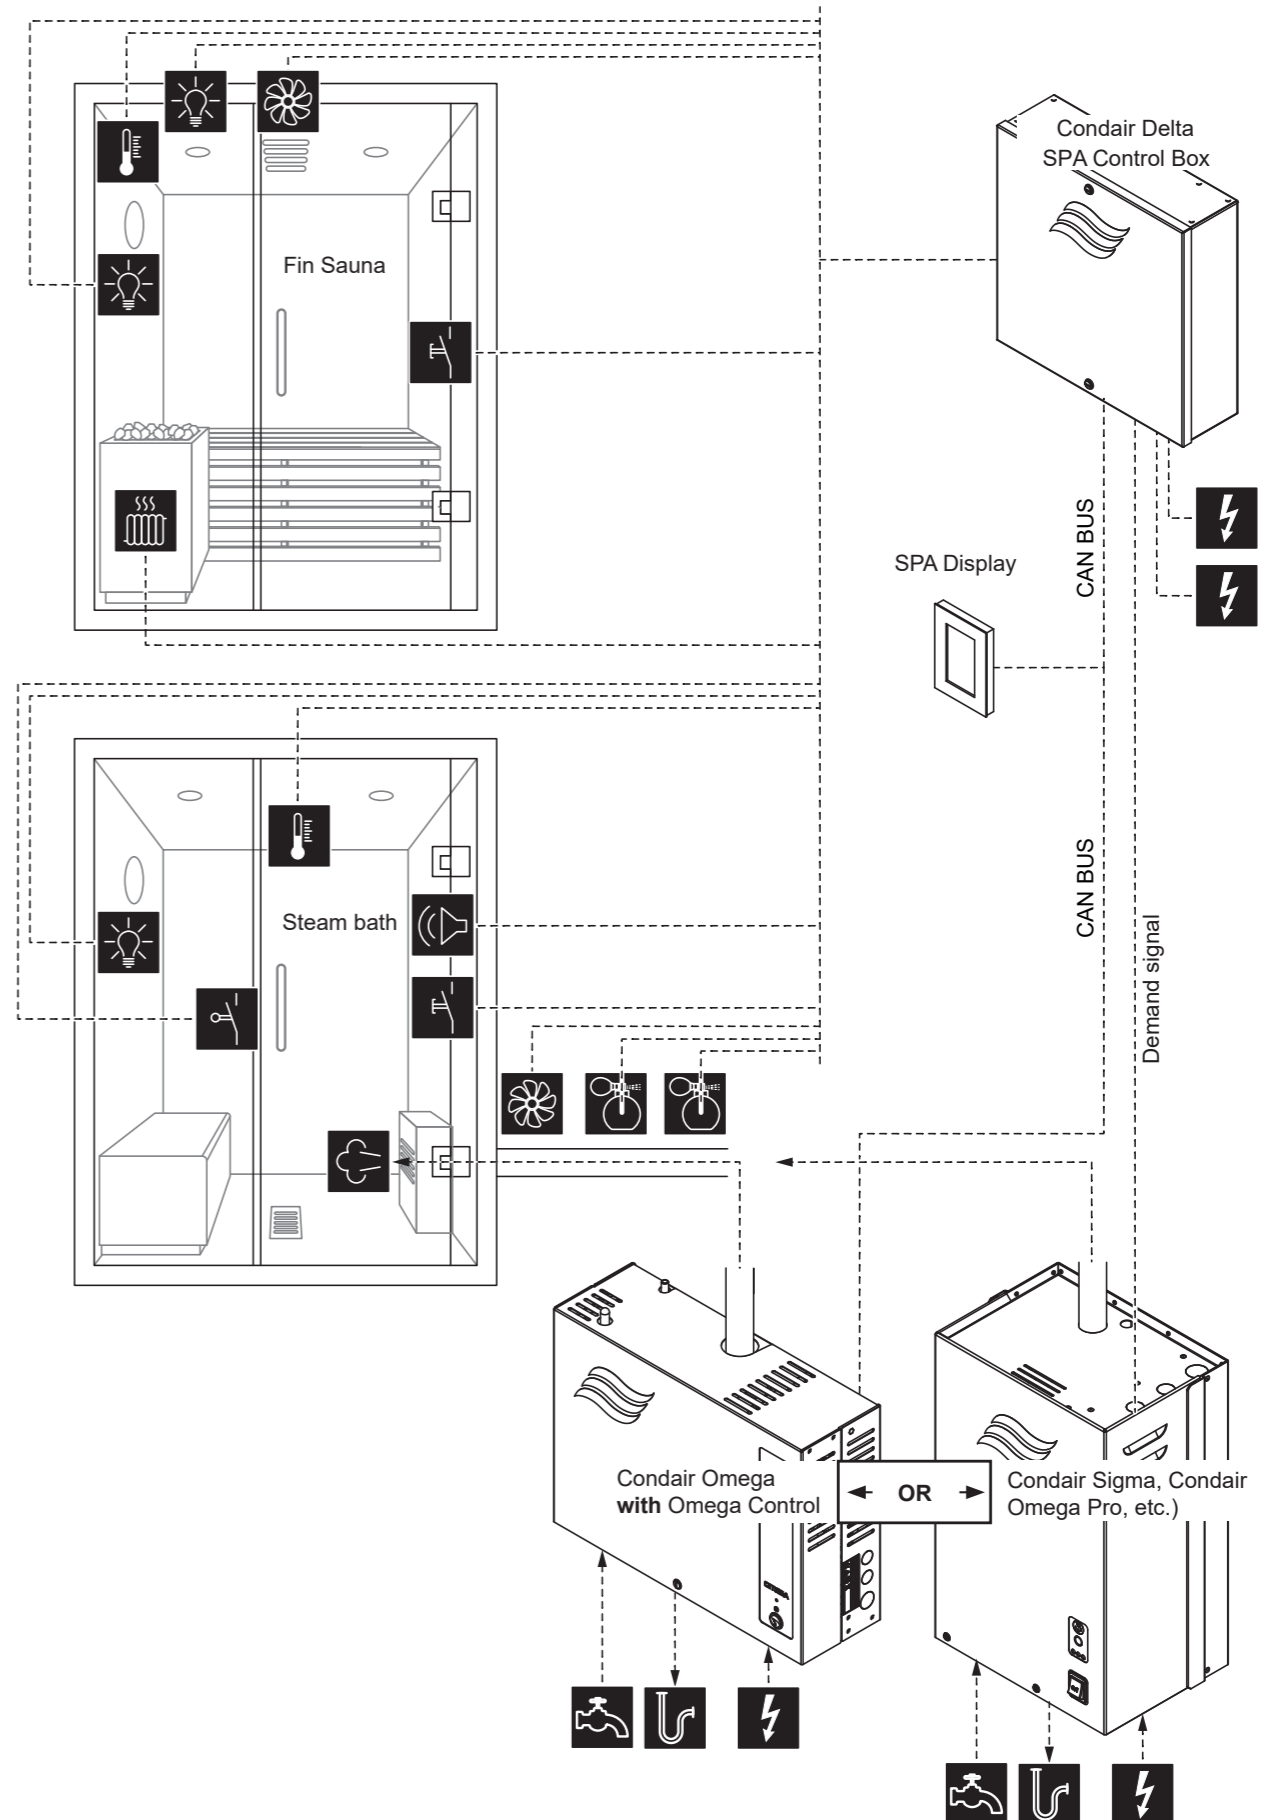 Condair Delta
SPA Control Box
Fin Sauna
CAN BUS
SPA Display
Steam bath
CAN BUS
Demand signal
Condair Omega
with Omega Control
OR
Condair Sigma, Condair
Omega Pro, etc.)